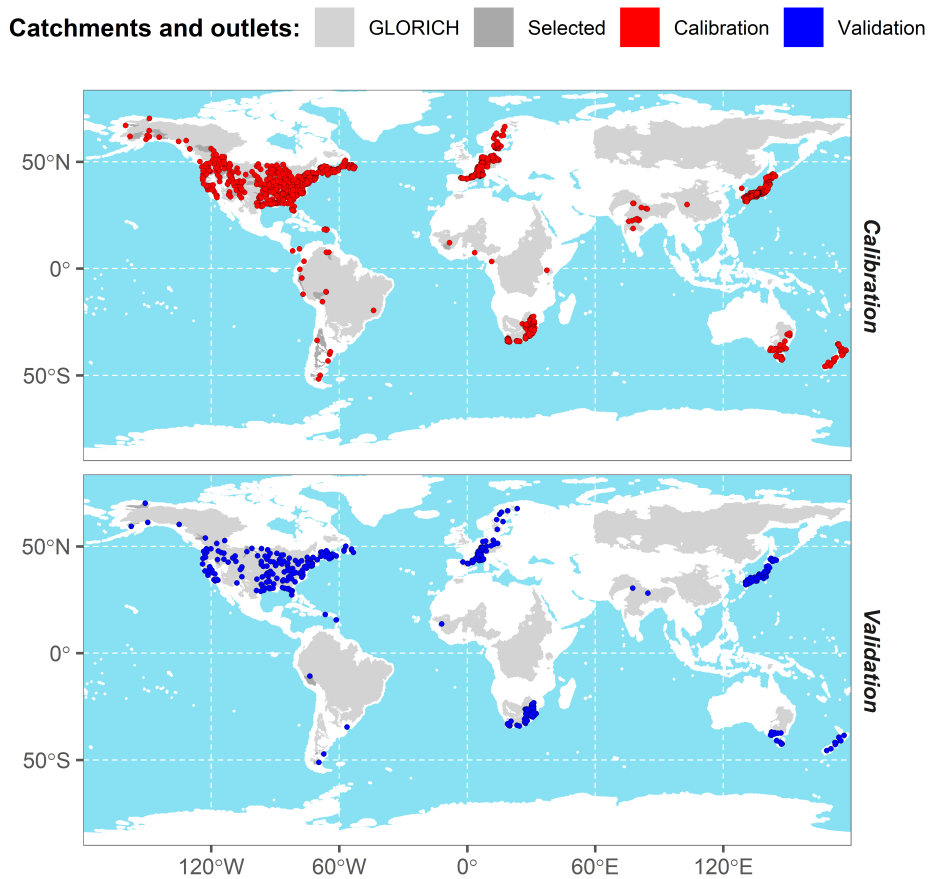 Catchments and outlets: GLORICH Selected Calibration Validation
50°N
0°
50°S
Calibration
50°N
0°
50°S
Validation
120°W 60°W 0° 60°E 120°E